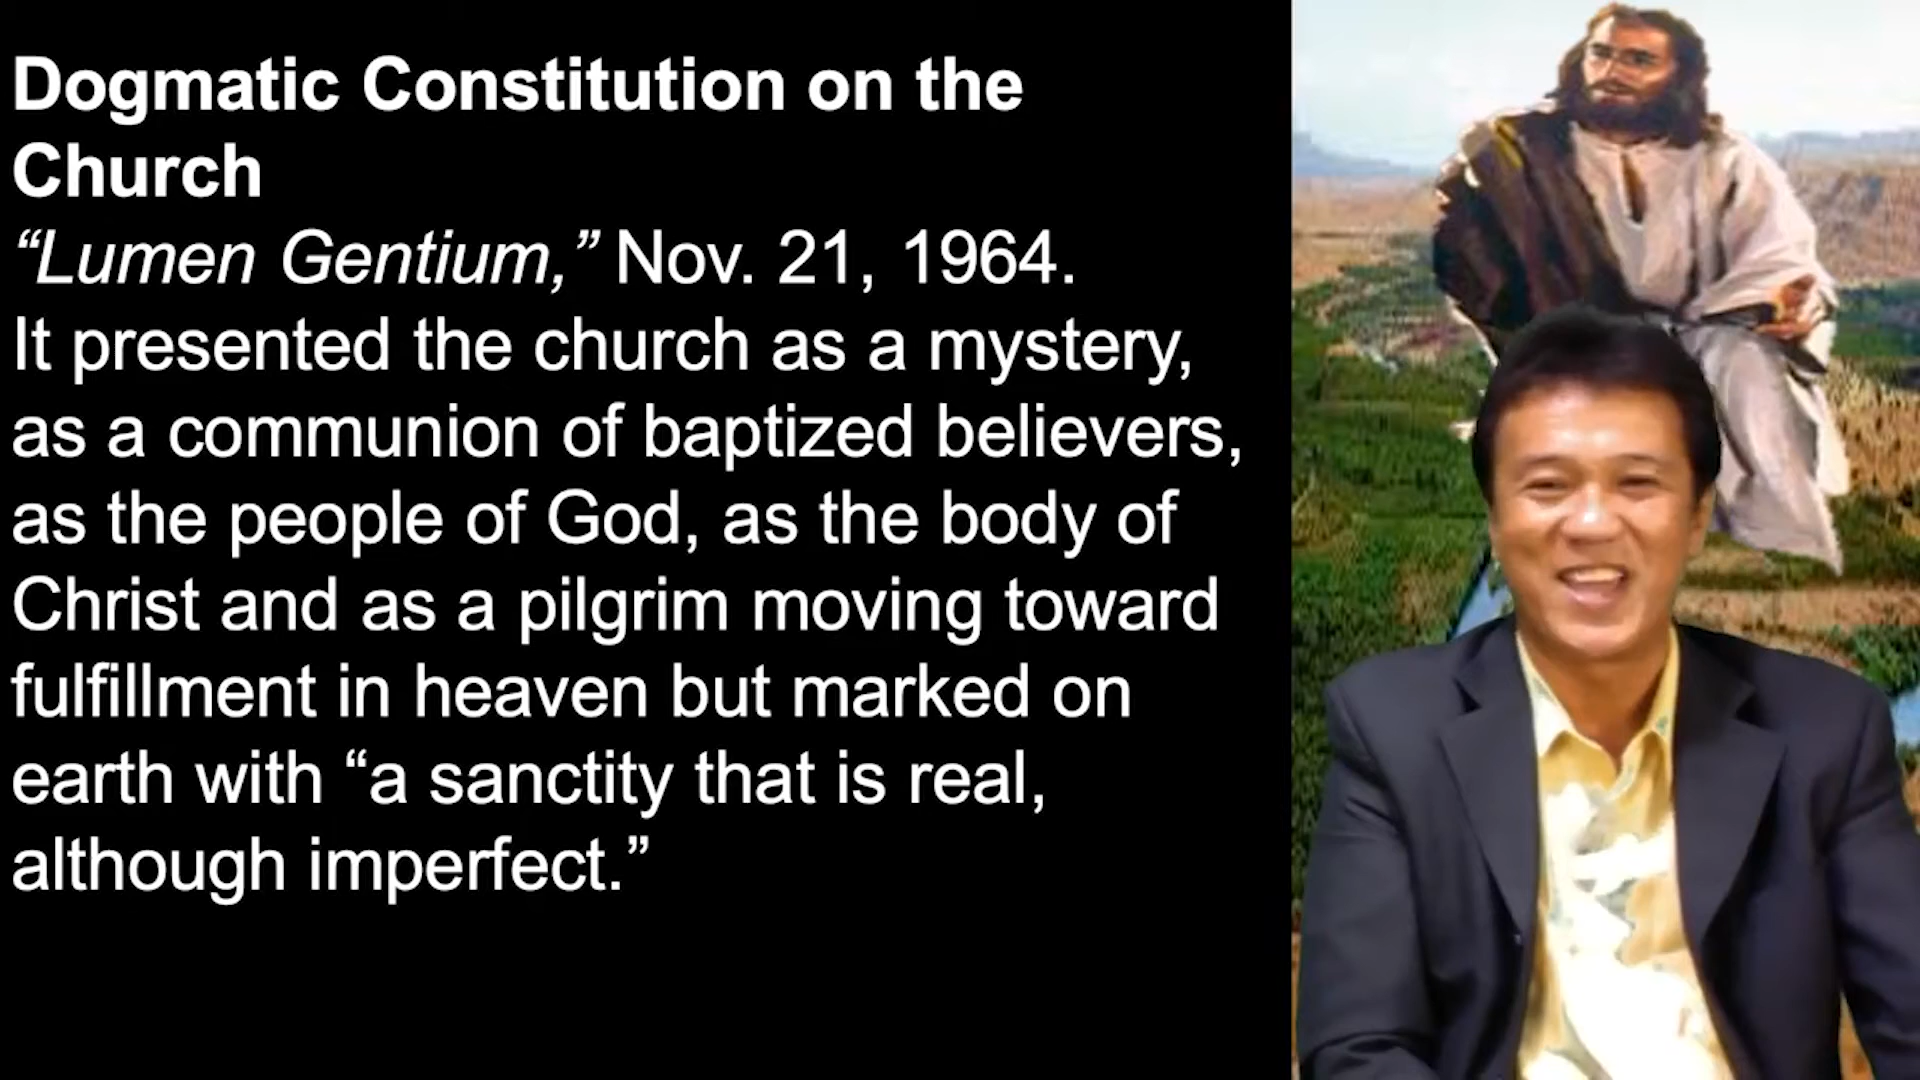 Dogmatic Constitution on the
Church
“Lumen Gentium,” Nov. 21, 1964.
It presented the church as a mystery,
as a communion of baptized believers,
as the people of God, as the body of
Christ and as a pilgrim moving toward
fulfillment in heaven but marked on
earth with “a sanctity that is real,
although imperfect.”